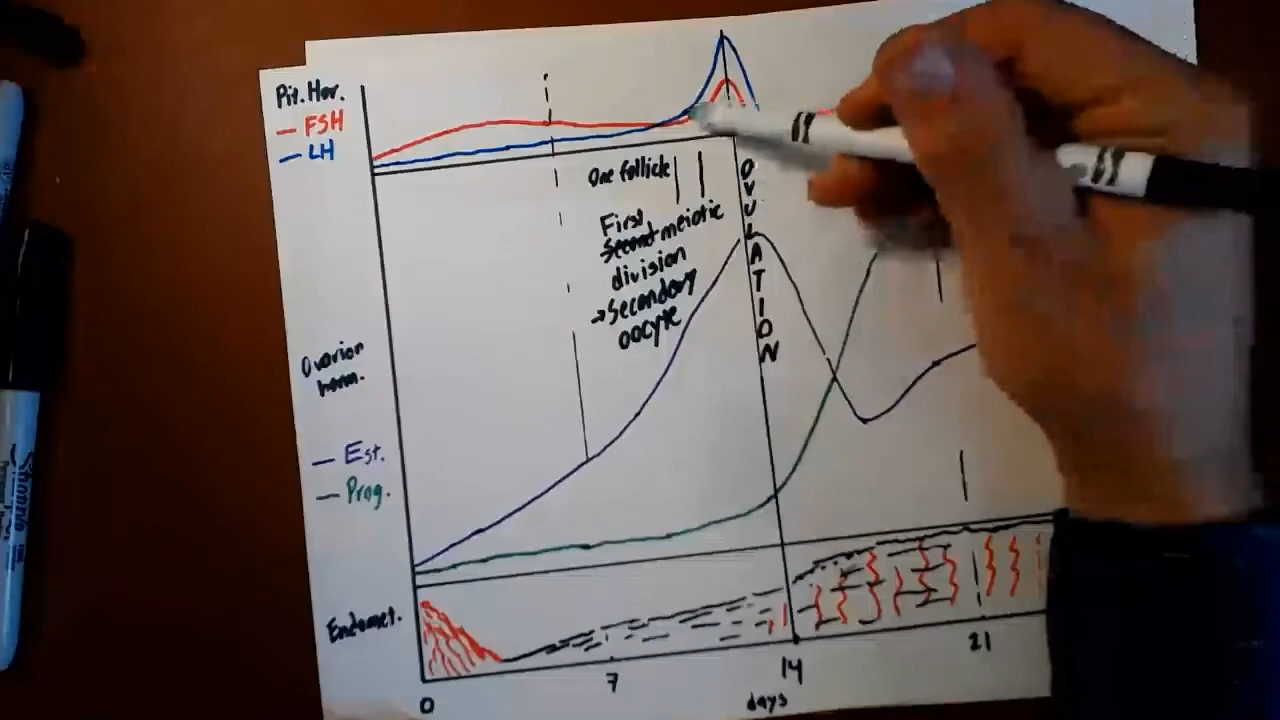 Pit. Hor.
— FSH
— LH
One follicle
First
Second meiotic
division
→ Secondary
oocyte
OVULATION
Ovarian
horm.
— Est.
— Prog.
Endomet.
0
7
14
21
days
Sharpie